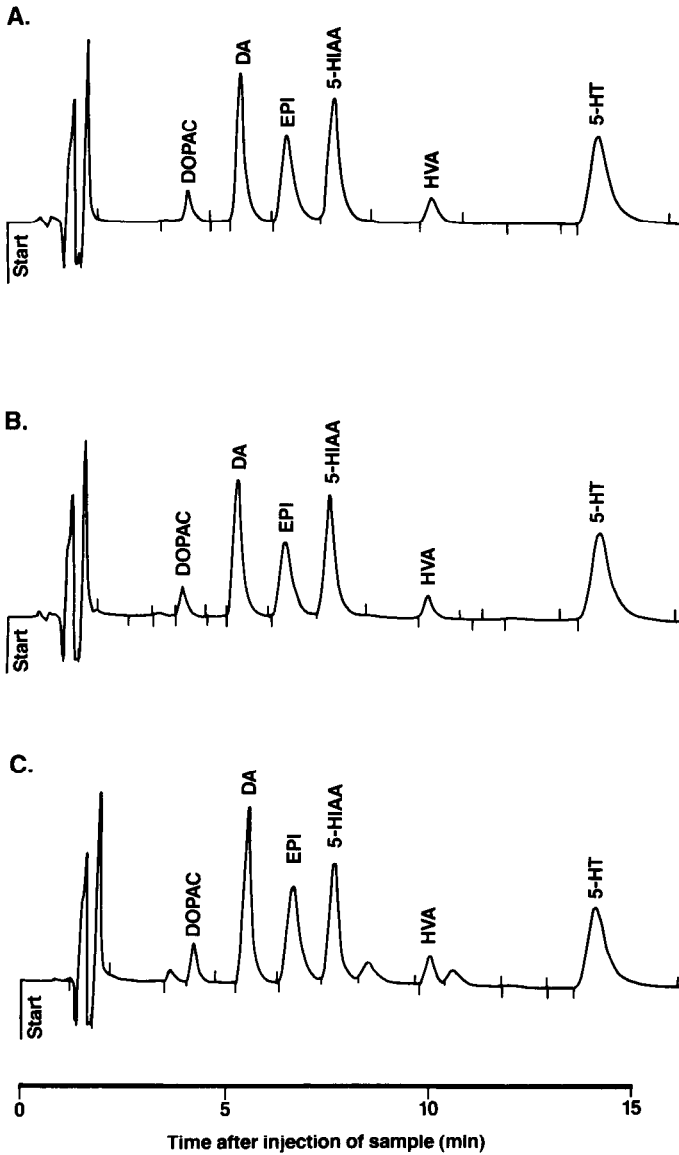 A.
DOPAC
DA
EPI
5-HIAA
HVA
5-HT
Start
B.
DOPAC
DA
EPI
5-HIAA
HVA
5-HT
Start
C.
DOPAC
DA
EPI
5-HIAA
HVA
5-HT
Start
0 5 10 15
Time after injection of sample (min)